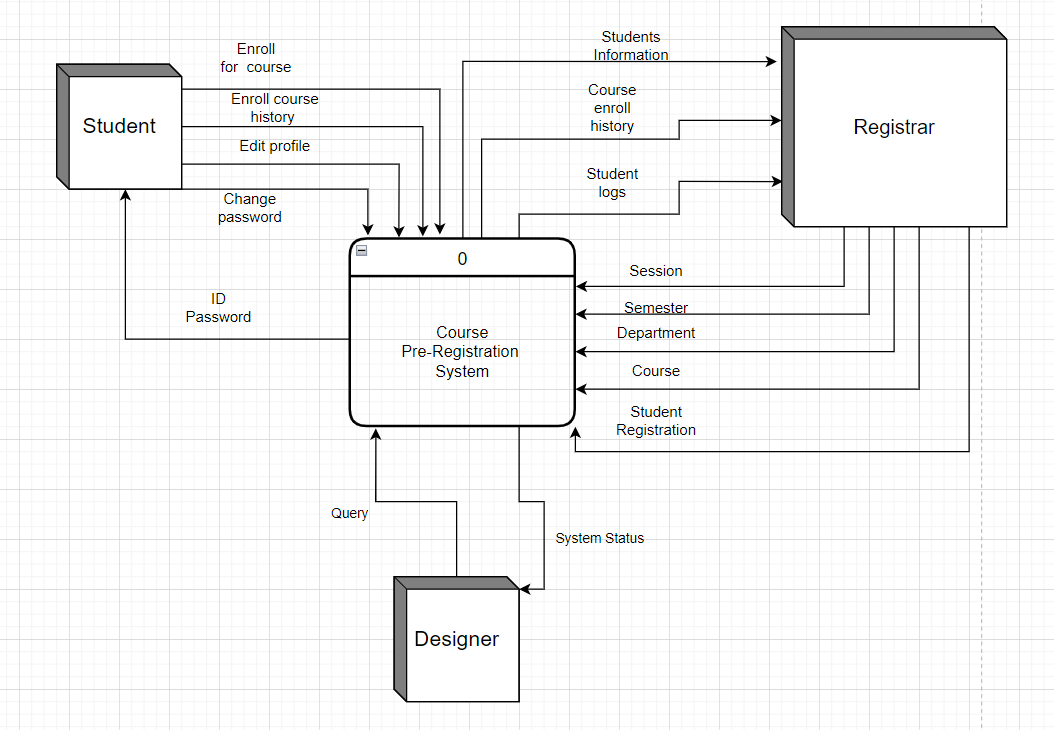 Enroll
for course
Student
Enroll course
history
Edit profile
Change
password
Students
Information
Course
enroll
history
Student
logs
Registrar
0
Course
Pre-Registration
System
ID
Password
Session
Semester
Department
Course
Student
Registration
Query
System Status
Designer